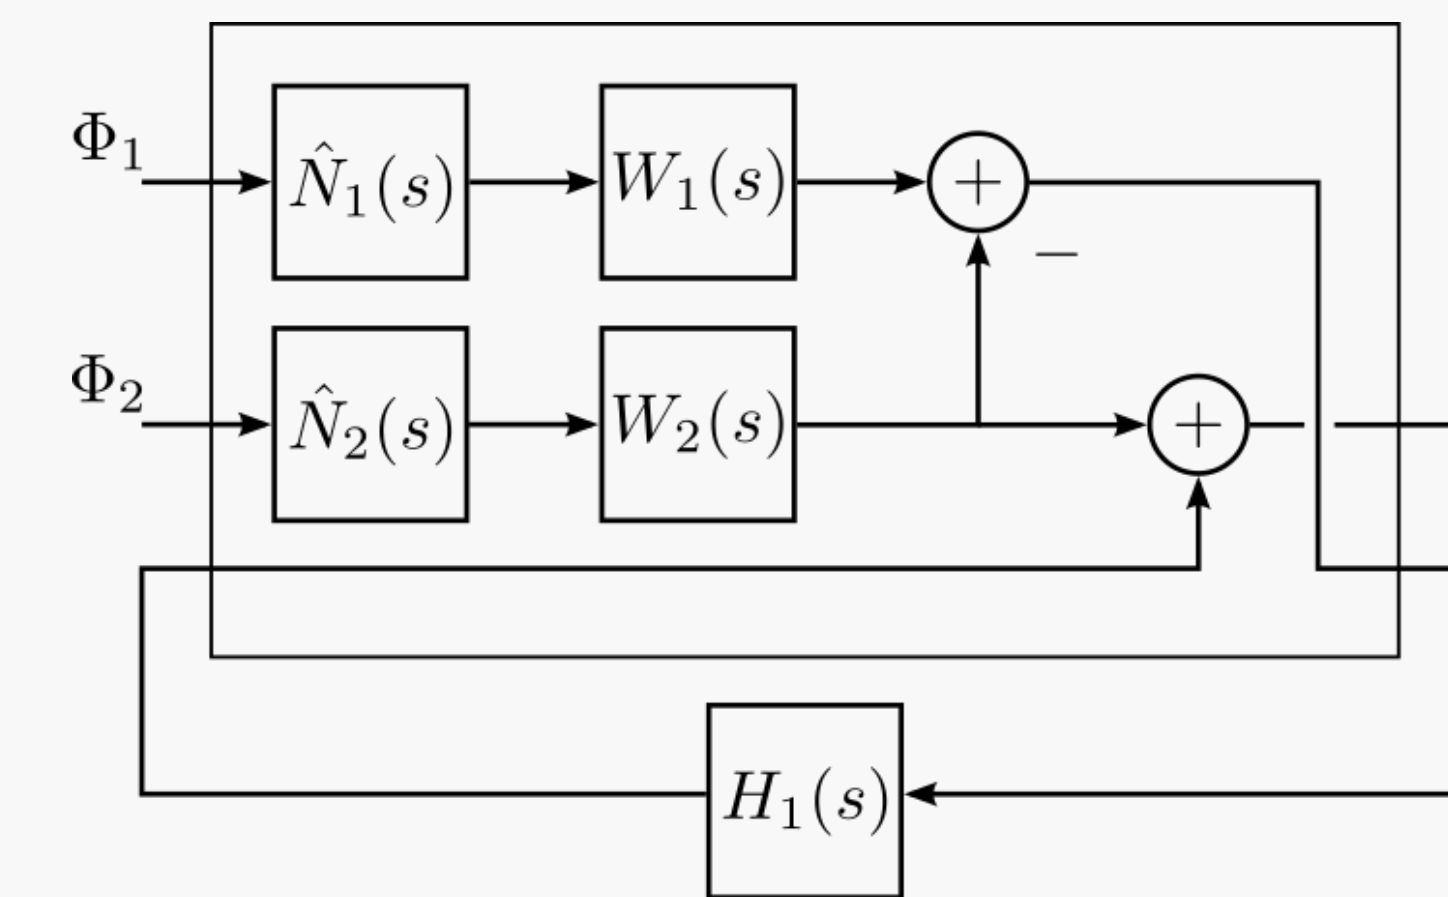 Φ₁
N̂₁(s)
W₁(s)
+
−
Φ₂
N̂₂(s)
W₂(s)
+
H₁(s)